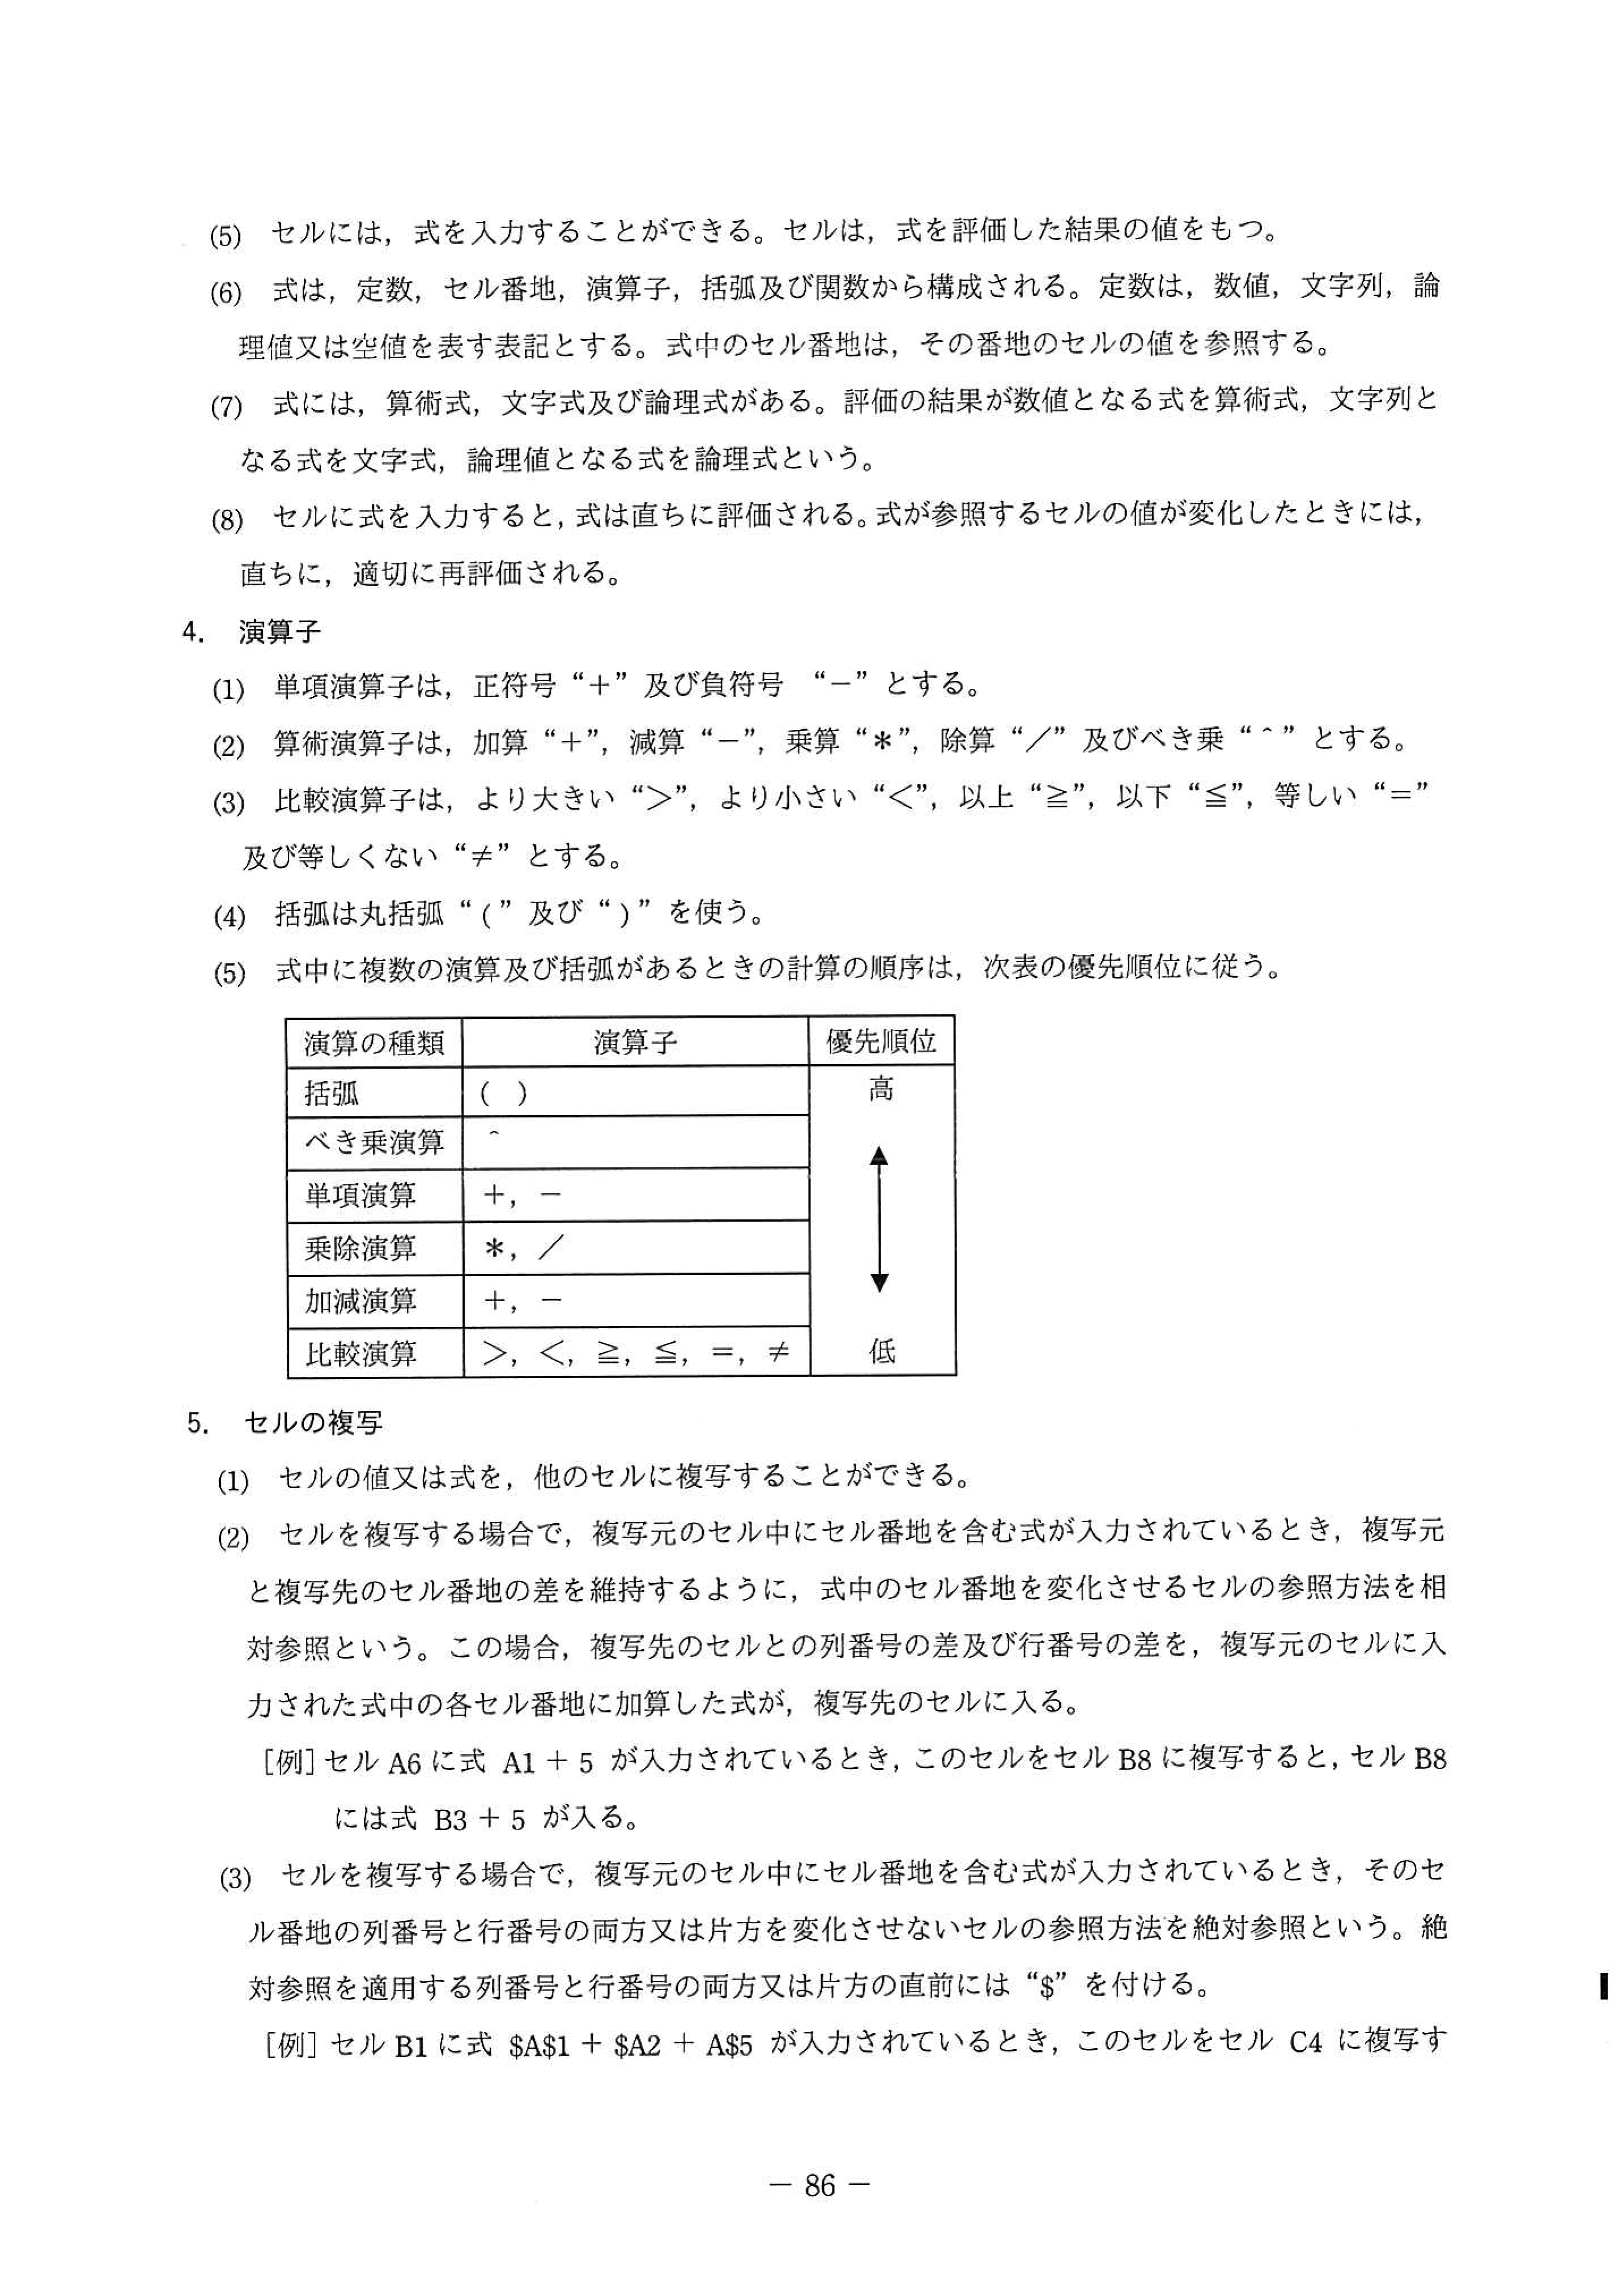 (5)　セルには，式を入力することができる。セルは，式を評価した結果の値をもつ。
(6)　式は，定数，セル番地，演算子，括弧及び関数から構成される。定数は，数値，文字列，論
理値又は空値を表す表記とする。式中のセル番地は，その番地のセルの値を参照する。
(7)　式には，算術式，文字式及び論理式がある。評価の結果が数値となる式を算術式，文字列と
なる式を文字式，論理値となる式を論理式という。
(8)　セルに式を入力すると，式は直ちに評価される。式が参照するセルの値が変化したときには，
直ちに，適切に再評価される。
4.　演算子
(1)　単項演算子は，正符号“＋”及び負符号　“－”とする。
(2)　算術演算子は，加算“＋”，減算“－”，乗算“＊”，除算“／”及びべき乗“＾”とする。
(3)　比較演算子は，より大きい“＞”，より小さい“＜”，以上“≧”，以下“≦”，等しい“＝”
及び等しくない“≠”とする。
(4)　括弧は丸括弧“（”及び“）”を使う。
(5)　式中に複数の演算及び括弧があるときの計算の順序は，次表の優先順位に従う。
演算の種類　演算子　優先順位
括弧　（　）　高
べき乗演算　＾
単項演算　＋，－
乗除演算　＊，／
加減演算　＋，－
比較演算　＞，＜，≧，≦，＝，≠　低
5.　セルの複写
(1)　セルの値又は式を，他のセルに複写することができる。
(2)　セルを複写する場合で，複写元のセル中にセル番地を含む式が入力されているとき，複写元
と複写先のセル番地の差を維持するように，式中のセル番地を変化させるセルの参照方法を相
対参照という。この場合，複写先のセルとの列番号の差及び行番号の差を，複写元のセルに入
力された式中の各セル番地に加算した式が，複写先のセルに入る。
［例］セル A6 に式 A1 ＋ 5 が入力されているとき，このセルをセル B8 に複写すると，セル B8
には式 B3 ＋ 5 が入る。
(3)　セルを複写する場合で，複写元のセル中にセル番地を含む式が入力されているとき，そのセ
ル番地の列番号と行番号の両方又は片方を変化させないセルの参照方法を絶対参照という。絶
対参照を適用する列番号と行番号の両方又は片方の直前には“$”を付ける。
［例］セル B1 に式 $A$1 ＋ $A2 ＋ A$5 が入力されているとき，このセルをセル C4 に複写す
－ 86 －